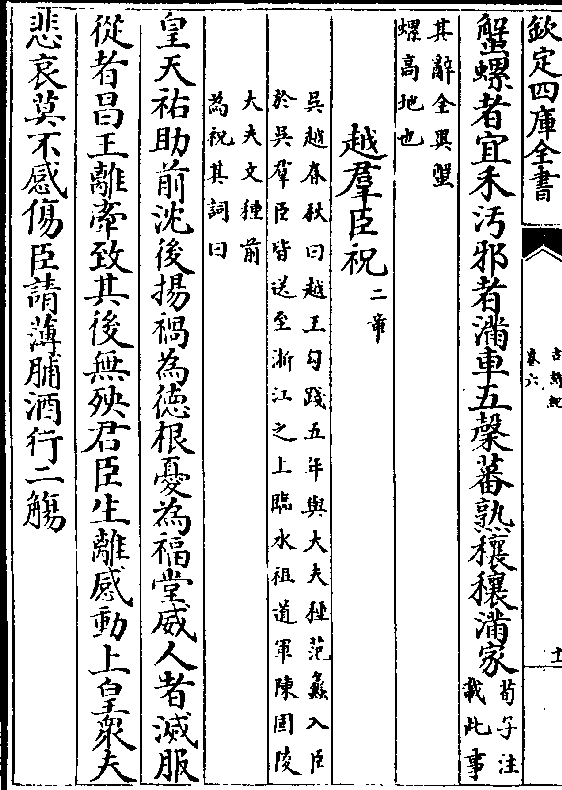 欽定四庫全書
古詩紀
卷六
十
蟹螺者宜禾汚邪者滿車五穀蕃熟穰穰滿家
荀子注
載此事
其辭全異蟹
螺高地也
越羣臣祝二章
吳越春秋曰越王勾踐五年與大夫種范蠡入臣
於吳羣臣皆送至浙江之上臨水祖道軍陳固陵
大夫文種前
為祝其詞曰
皇天祐助前沈後揚禍為德根憂為福堂威人者滅服
從者昌王離牽致其後無殃君臣生離感動上皇衆夫
悲哀莫不感傷臣請薄脯酒行二觴